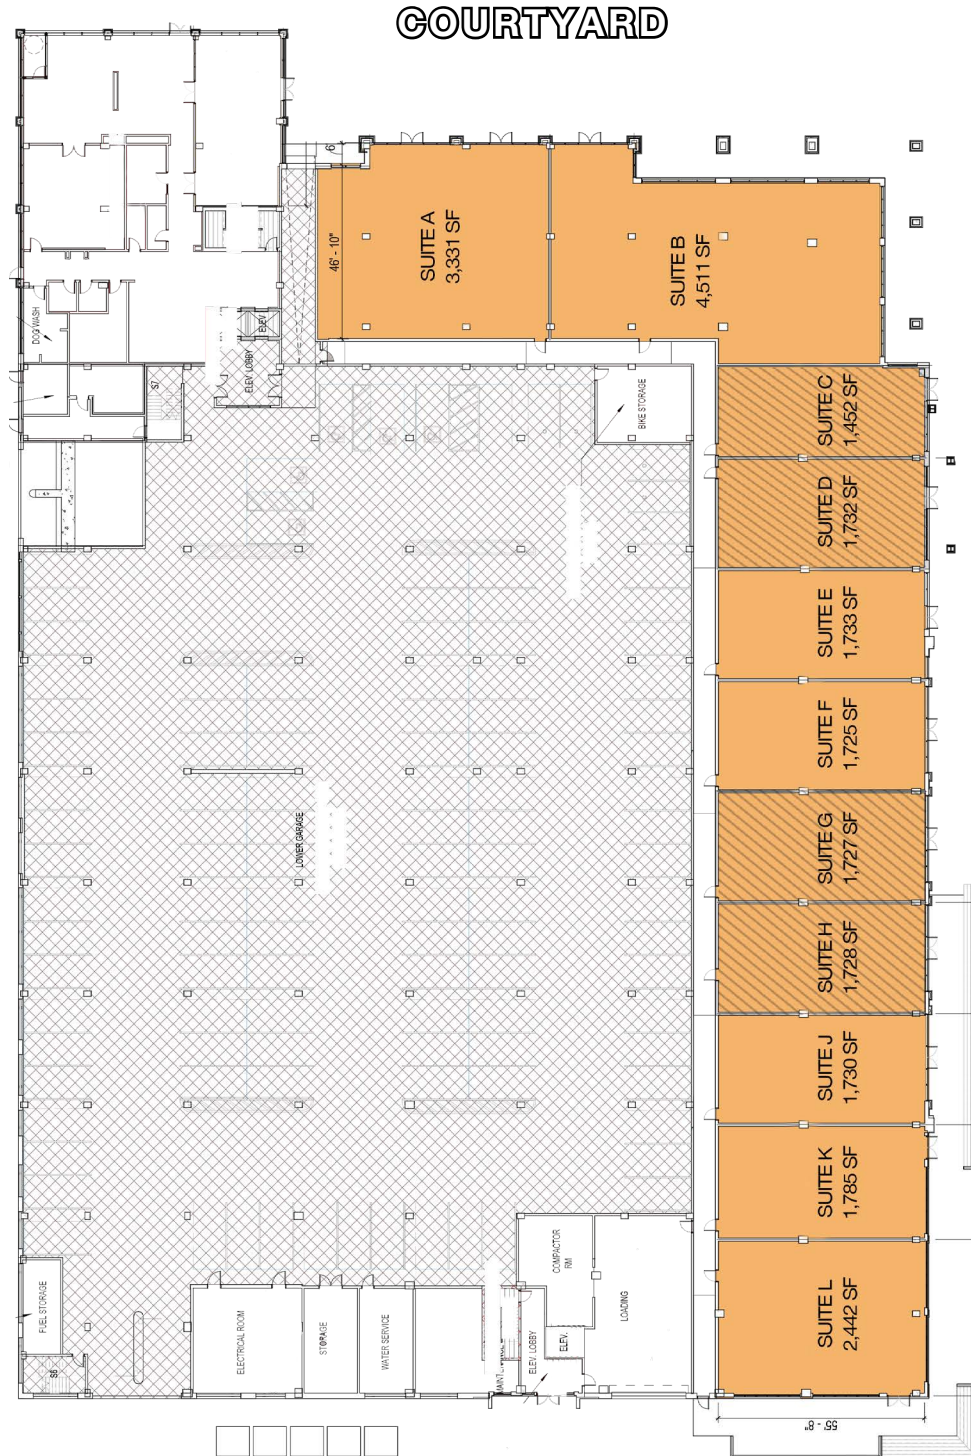 COURTYARD
6"
46' - 10"
SUITE A
3,331 SF
SUITE B
4,511 SF
DOG WASH
ELEV
ELEV. LOBBY
S7
BIKE STORAGE
SUITE C
1,452 SF
SUITE D
1,732 SF
SUITE E
1,733 SF
SUITE F
1,725 SF
LOWER GARAGE
SUITE G
1,727 SF
SUITE H
1,728 SF
SUITE J
1,730 SF
SUITE K
1,785 SF
COMPACTOR
RM
FUEL STORAGE
ELECTRICAL ROOM
STORAGE
WATER SERVICE
LOADING
ELEV.
ELEV. LOBBY
S6
SUITE L
2,442 SF
55' - 8"